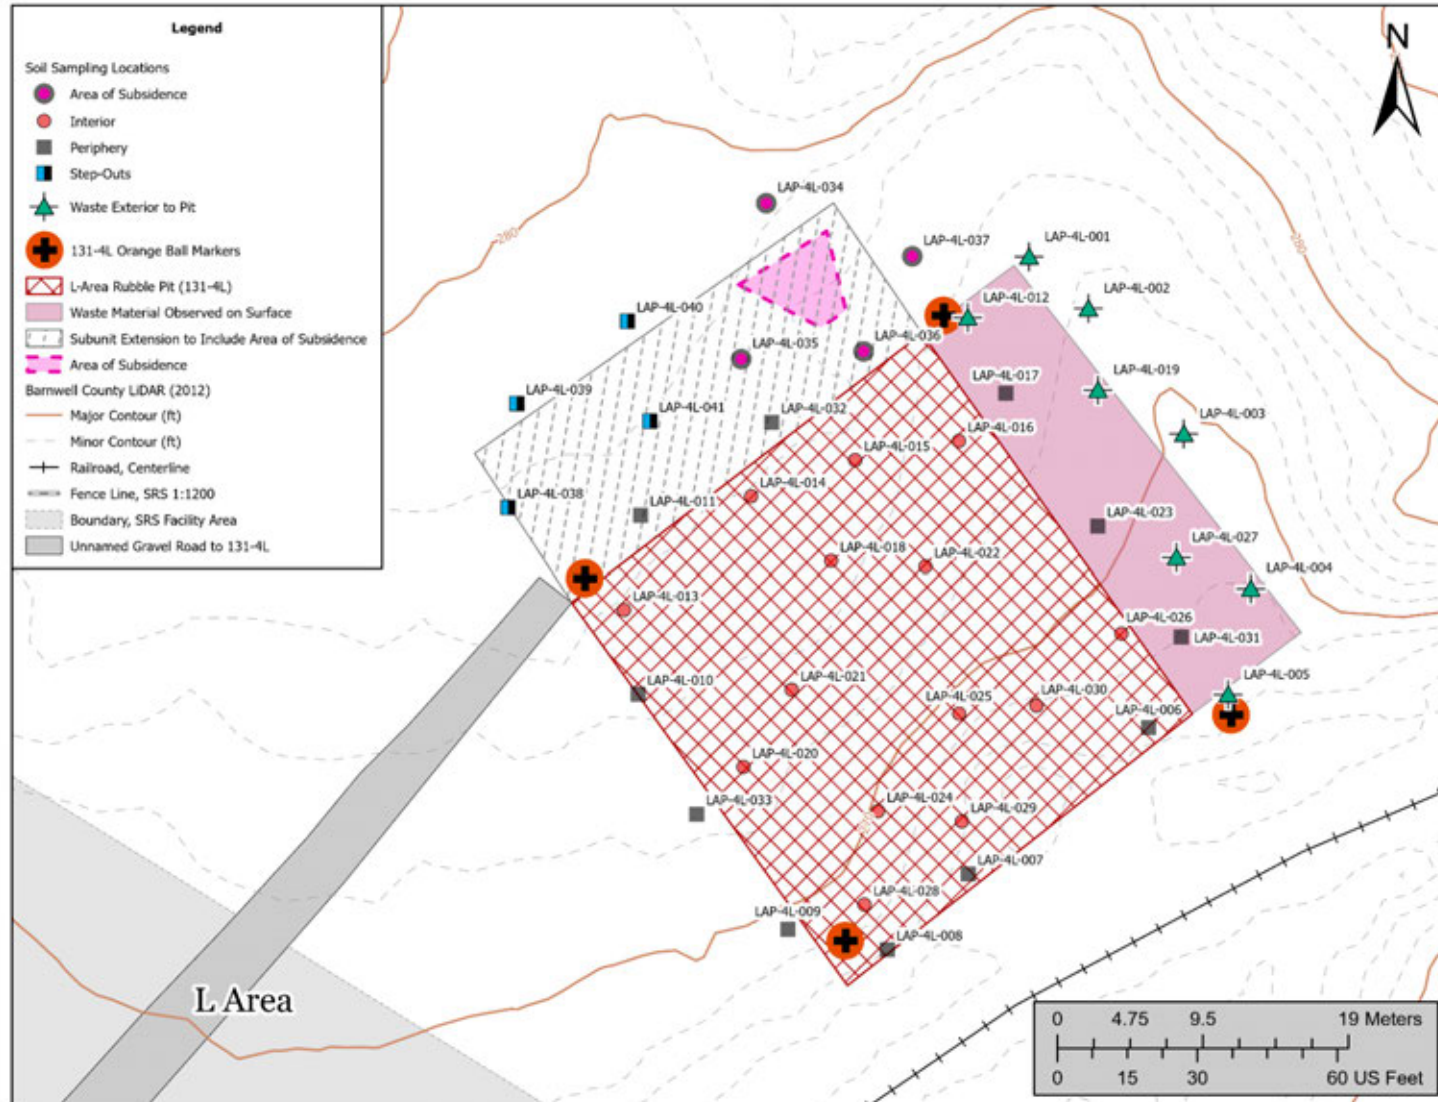 Legend
Soil Sampling Locations
Area of Subsidence
Interior
Periphery
Step-Outs
Waste Exterior to Pit
131-4L Orange Ball Markers
L-Area Rubble Pit (131-4L)
Waste Material Observed on Surface
Subunit Extension to Include Area of Subsidence
Area of Subsidence
Barnwell County LiDAR (2012)
Major Contour (ft)
Minor Contour (ft)
Railroad, Centerline
Fence Line, SRS 1:1200
Boundary, SRS Facility Area
Unnamed Gravel Road to 131-4L
N
LAP-4L-034
280
280
LAP-4L-037
LAP-4L-001
LAP-4L-002
LAP-4L-012
LAP-4L-040
LAP-4L-036
LAP-4L-035
LAP-4L-017
LAP-4L-019
LAP-4L-039
LAP-4L-041
LAP-4L-032
LAP-4L-003
LAP-4L-016
LAP-4L-015
LAP-4L-014
LAP-4L-038
LAP-4L-011
LAP-4L-023
LAP-4L-027
LAP-4L-018
LAP-4L-022
LAP-4L-004
LAP-4L-013
LAP-4L-026
LAP-4L-031
LAP-4L-010
LAP-4L-021
LAP-4L-005
LAP-4L-025
LAP-4L-030
LAP-4L-006
LAP-4L-020
LAP-4L-033
LAP-4L-024
LAP-4L-029
LAP-4L-007
LAP-4L-028
LAP-4L-009
LAP-4L-008
L Area
0 4.75 9.5 19 Meters
0 15 30 60 US Feet